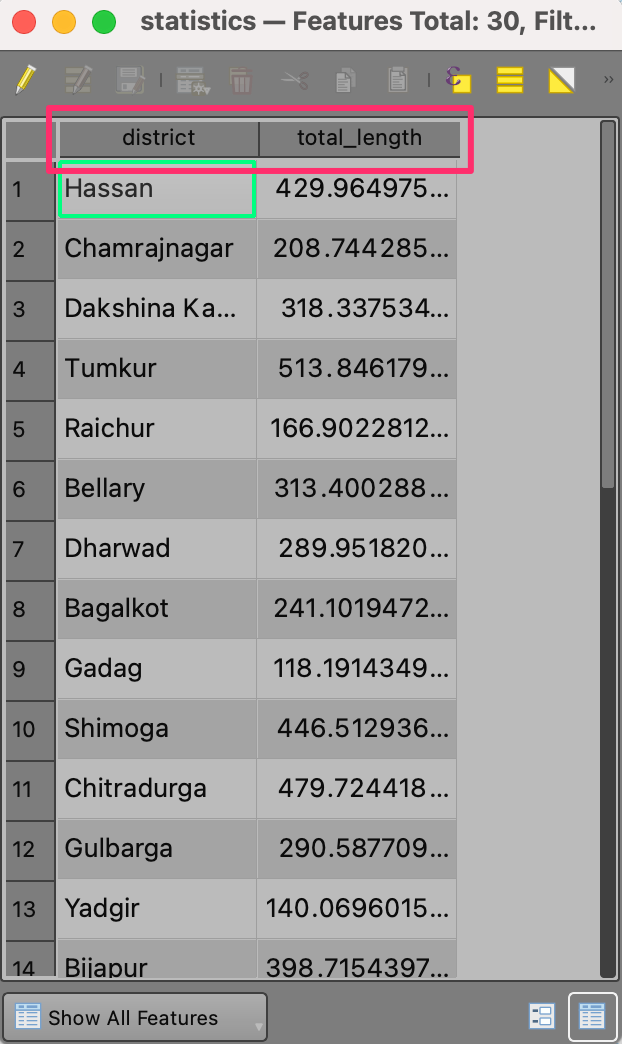 statistics — Features Total: 30, Filt...
»
district total_length
1 Hassan 429.964975...
2 Chamrajnagar 208.744285...
3 Dakshina Ka... 318.337534...
4 Tumkur 513.846179...
5 Raichur 166.9022812...
6 Bellary 313.400288...
7 Dharwad 289.951820...
8 Bagalkot 241.1019472...
9 Gadag 118.1914349...
10 Shimoga 446.512936...
11 Chitradurga 479.724418...
12 Gulbarga 290.587709...
13 Yadgir 140.0696015...
14 Bijapur 398.7154397...
Show All Features